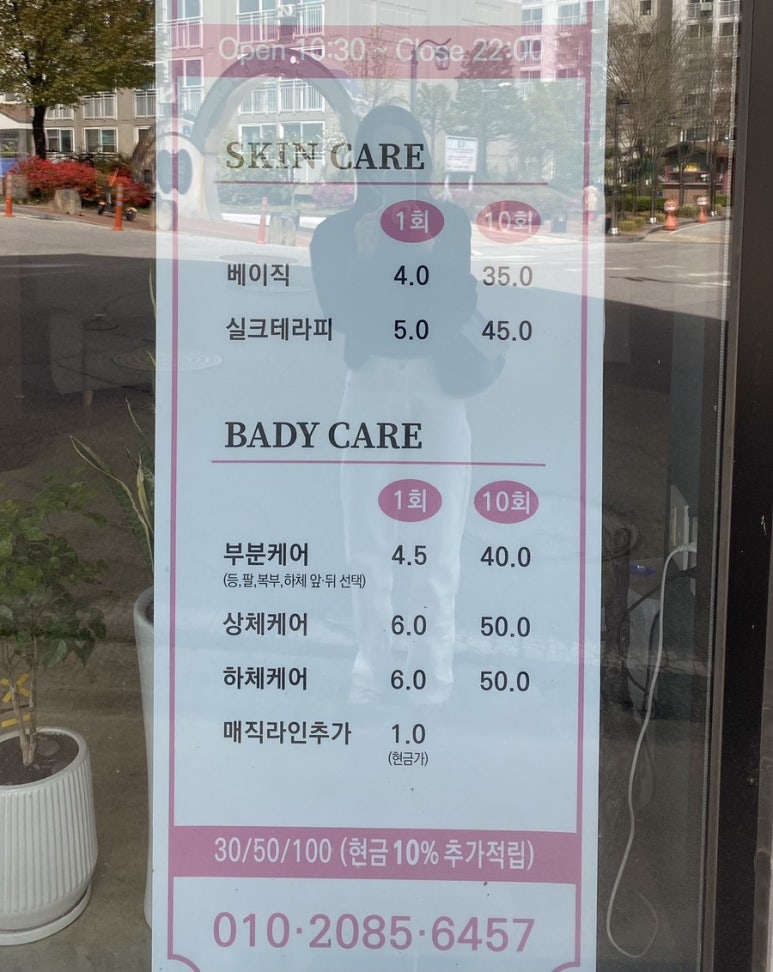 Open 10:30 ~ Close 22:00
SKIN CARE
1회 10회
베이직 4.0 35.0
실크테라피 5.0 45.0
BADY CARE
1회 10회
부분케어 4.5 40.0
(등,팔,복부,하체 앞·뒤 선택)
상체케어 6.0 50.0
하체케어 6.0 50.0
매직라인추가 1.0
(현금가)
30/50/100 (현금10% 추가적립)
010·2085·6457